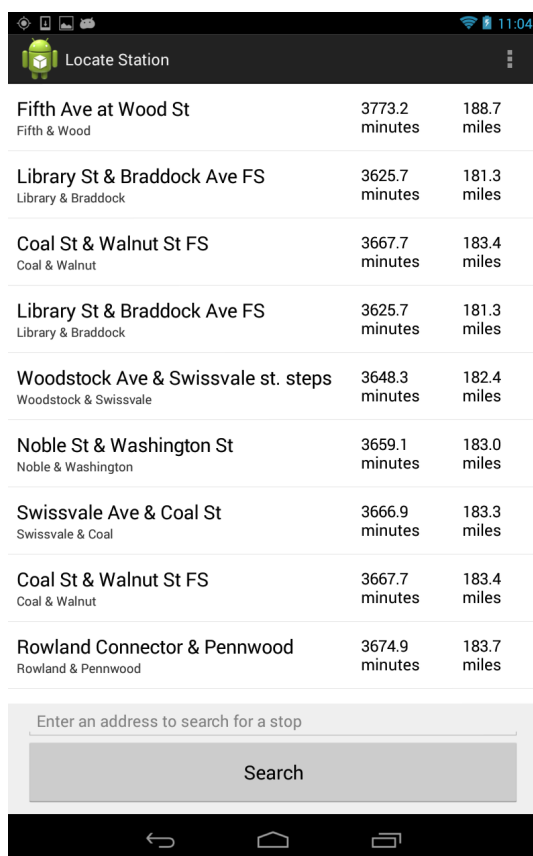 11:04
Locate Station
Fifth Ave at Wood St
Fifth & Wood
3773.2
minutes
188.7
miles
Library St & Braddock Ave FS
Library & Braddock
3625.7
minutes
181.3
miles
Coal St & Walnut St FS
Coal & Walnut
3667.7
minutes
183.4
miles
Library St & Braddock Ave FS
Library & Braddock
3625.7
minutes
181.3
miles
Woodstock Ave & Swissvale st. steps
Woodstock & Swissvale
3648.3
minutes
182.4
miles
Noble St & Washington St
Noble & Washington
3659.1
minutes
183.0
miles
Swissvale Ave & Coal St
Swissvale & Coal
3666.9
minutes
183.3
miles
Coal St & Walnut St FS
Coal & Walnut
3667.7
minutes
183.4
miles
Rowland Connector & Pennwood
Rowland & Pennwood
3674.9
minutes
183.7
miles
Enter an address to search for a stop
Search